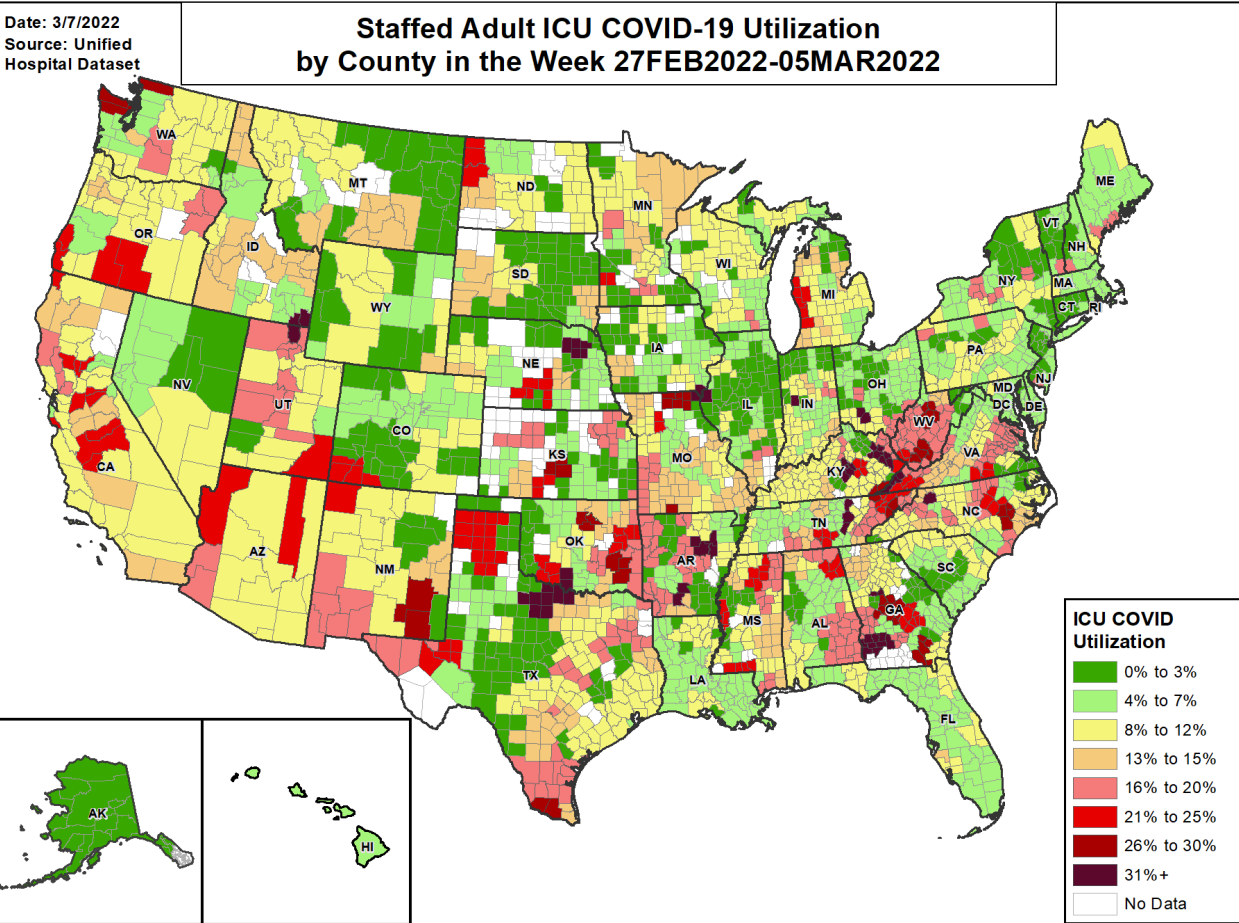 Date: 3/7/2022
Source: Unified
Hospital Dataset
Staffed Adult ICU COVID-19 Utilization
by County in the Week 27FEB2022-05MAR2022
WA
MT
ND
MN
ME
OR
ID
SD
WI
VT
NH
WY
MI
NY
MA
CT
RI
NE
IA
PA
NV
UT
CO
IL
IN
OH
NJ
MD
DC
DE
CA
KS
MO
KY
WV
VA
AZ
NM
OK
AR
TN
NC
MS
AL
GA
SC
TX
LA
FL
AK
HI
ICU COVID
Utilization
0% to 3%
4% to 7%
8% to 12%
13% to 15%
16% to 20%
21% to 25%
26% to 30%
31%+
No Data